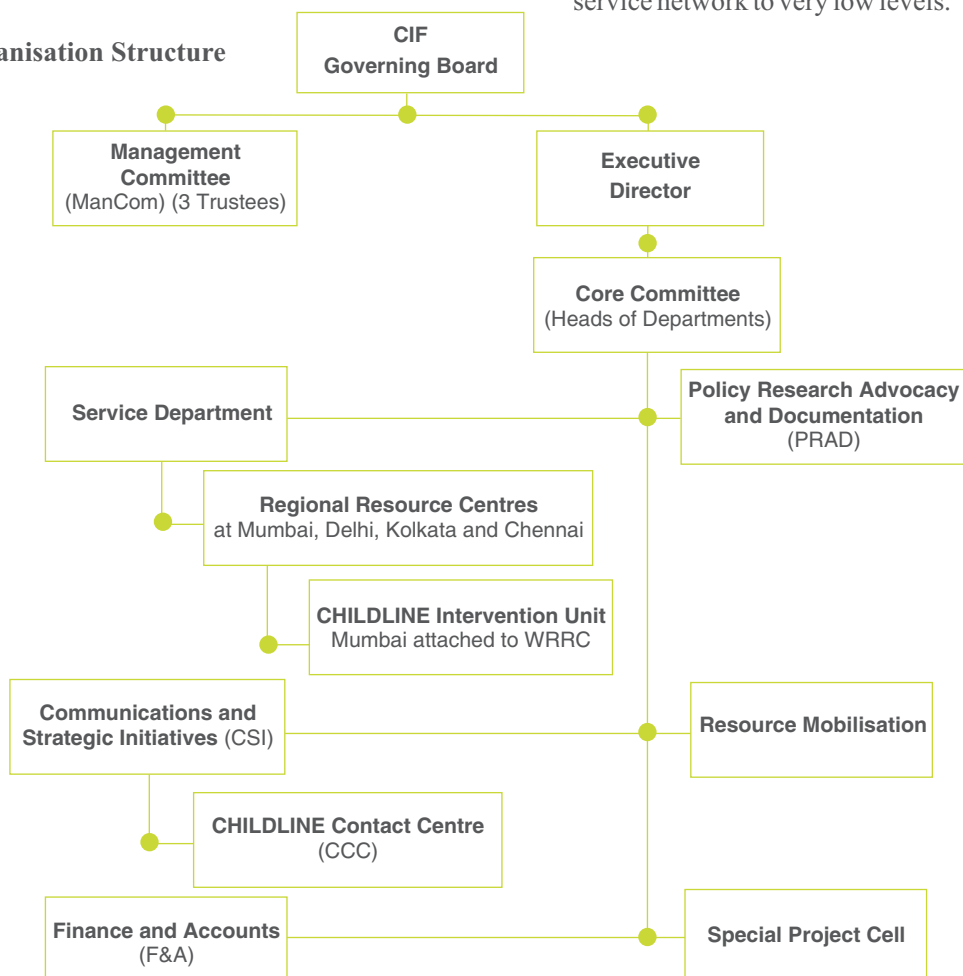 service network to very low levels.
anisation Structure
CIF
Governing Board
Management
Committee
(ManCom) (3 Trustees)
Executive
Director
Core Committee
(Heads of Departments)
Service Department
Policy Research Advocacy
and Documentation
(PRAD)
Regional Resource Centres
at Mumbai, Delhi, Kolkata and Chennai
CHILDLINE Intervention Unit
Mumbai attached to WRRC
Communications and
Strategic Initiatives (CSI)
Resource Mobilisation
CHILDLINE Contact Centre
(CCC)
Finance and Accounts
(F&A)
Special Project Cell